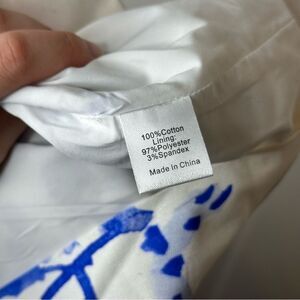 100%Cotton
Lining:
97%Polyester
3%Spandex
Made in China